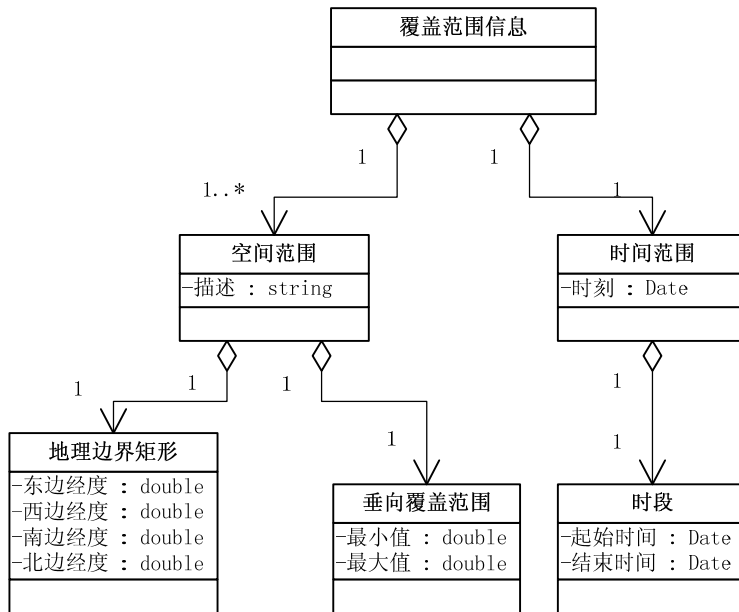 覆盖范围信息
1
1
1..*
1
空间范围
-描述 : string
时间范围
-时刻 : Date
1
1
1
1
1
1
地理边界矩形
-东边经度 : double
-西边经度 : double
-南边经度 : double
-北边经度 : double
垂向覆盖范围
-最小值 : double
-最大值 : double
时段
-起始时间 : Date
-结束时间 : Date